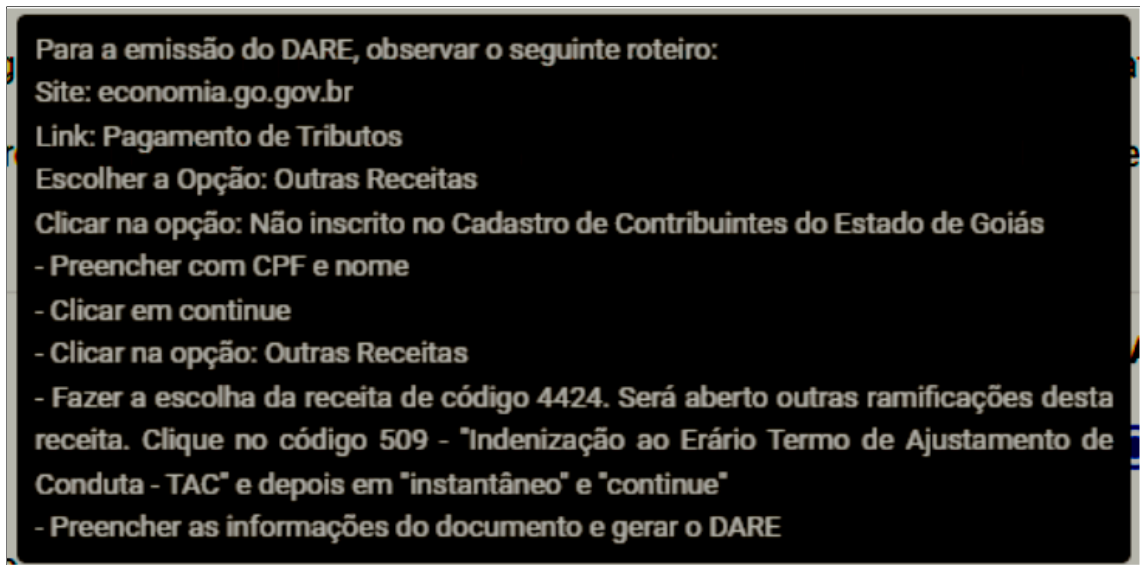 Para a emissão do DARE, observar o seguinte roteiro:
Site: economia.go.gov.br
Link: Pagamento de Tributos
Escolher a Opção: Outras Receitas
Clicar na opção: Não inscrito no Cadastro de Contribuintes do Estado de Goiás
- Preencher com CPF e nome
- Clicar em continue
- Clicar na opção: Outras Receitas
- Fazer a escolha da receita de código 4424. Será aberto outras ramificações desta
receita. Clique no código 509 - "Indenização ao Erário Termo de Ajustamento de
Conduta - TAC" e depois em "instantâneo" e "continue"
- Preencher as informações do documento e gerar o DARE